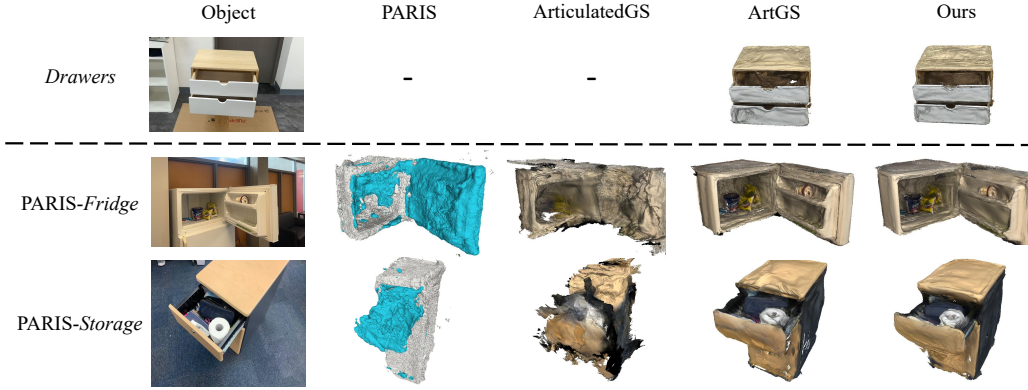 Object PARIS ArticulatedGS ArtGS Ours
Drawers - -
PARIS-Fridge
PARIS-Storage